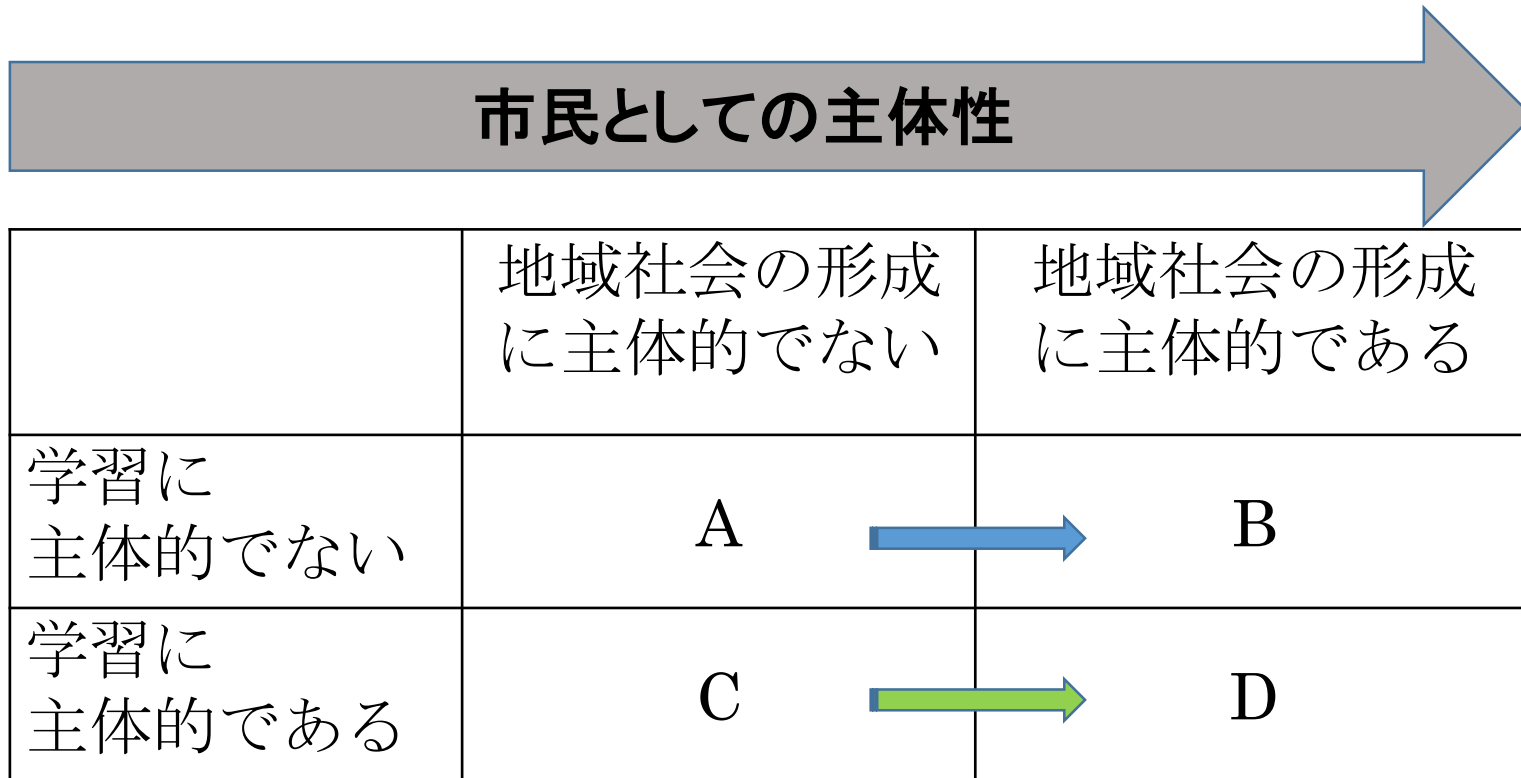 市民としての主体性
地域社会の形成
に主体的でない
地域社会の形成
に主体的である
学習に
主体的でない
A
B
学習に
主体的である
C
D